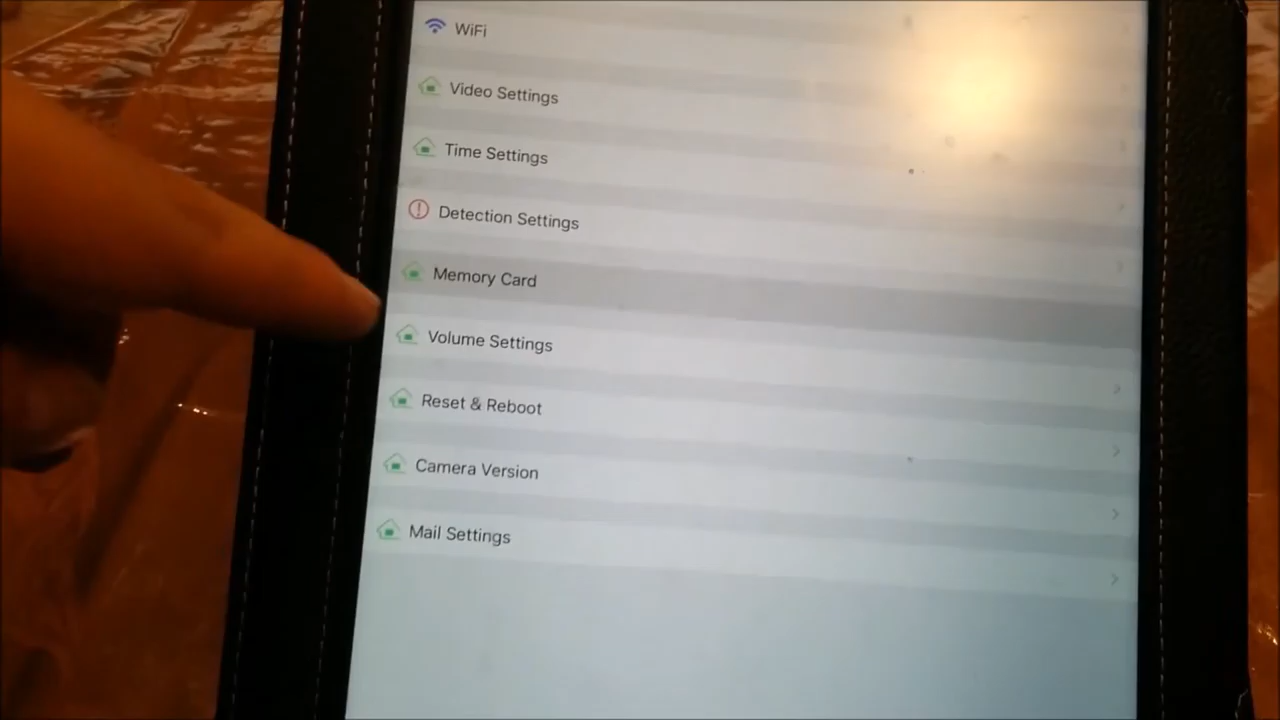 WiFi
Video Settings
Time Settings
Detection Settings
Memory Card
Volume Settings
Reset & Reboot
Camera Version
Mail Settings